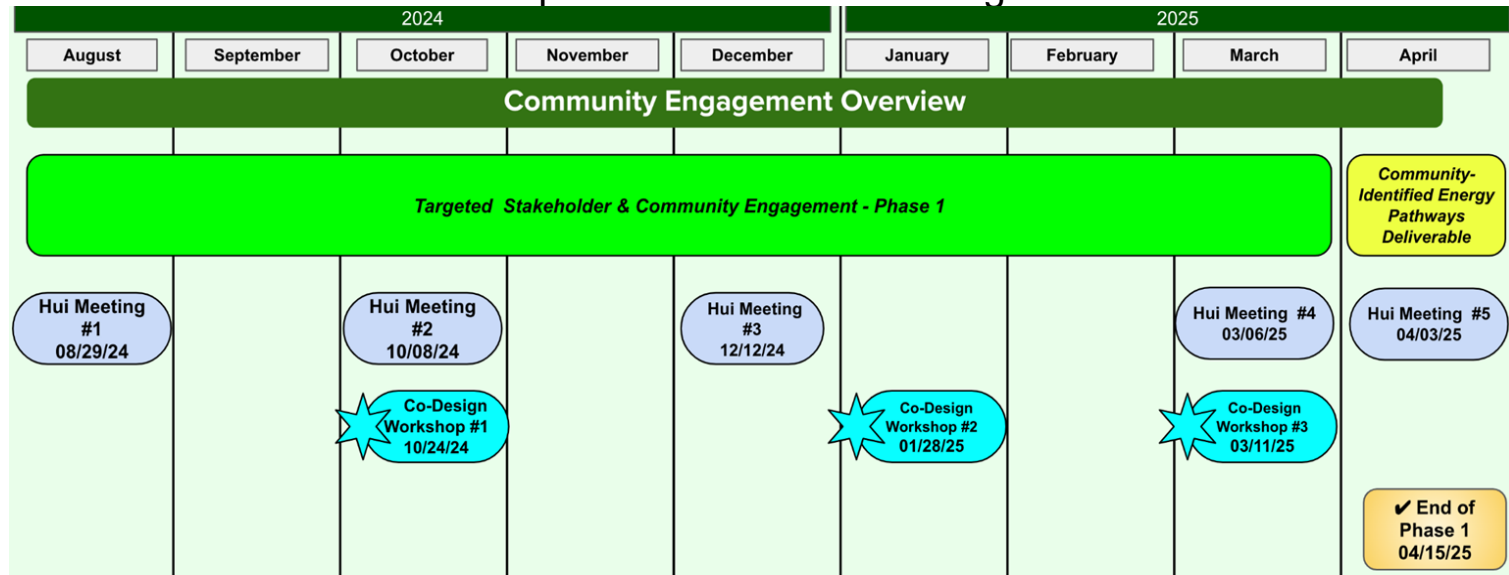 2024
2025
August
September
October
November
December
January
February
March
April
Community Engagement Overview
Targeted Stakeholder & Community Engagement - Phase 1
Community-
Identified Energy
Pathways
Deliverable
Hui Meeting
#1
08/29/24
Hui Meeting
#2
10/08/24
Hui Meeting
#3
12/12/24
Hui Meeting #4
03/06/25
Hui Meeting #5
04/03/25
Co-Design
Workshop #1
10/24/24
Co-Design
Workshop #2
01/28/25
Co-Design
Workshop #3
03/11/25
✔ End of
Phase 1
04/15/25